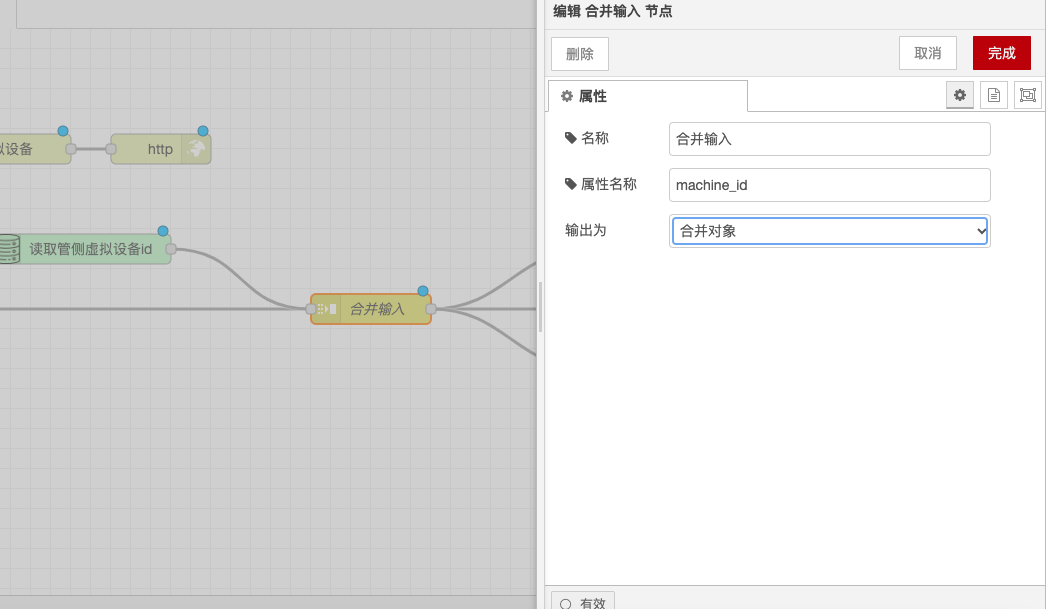 编辑 合并输入 节点
删除
取消
完成
属性
名称
合并输入
属性名称
machine_id
输出为
合并对象
设备
http
读取管侧虚拟设备id
合并输入
有效